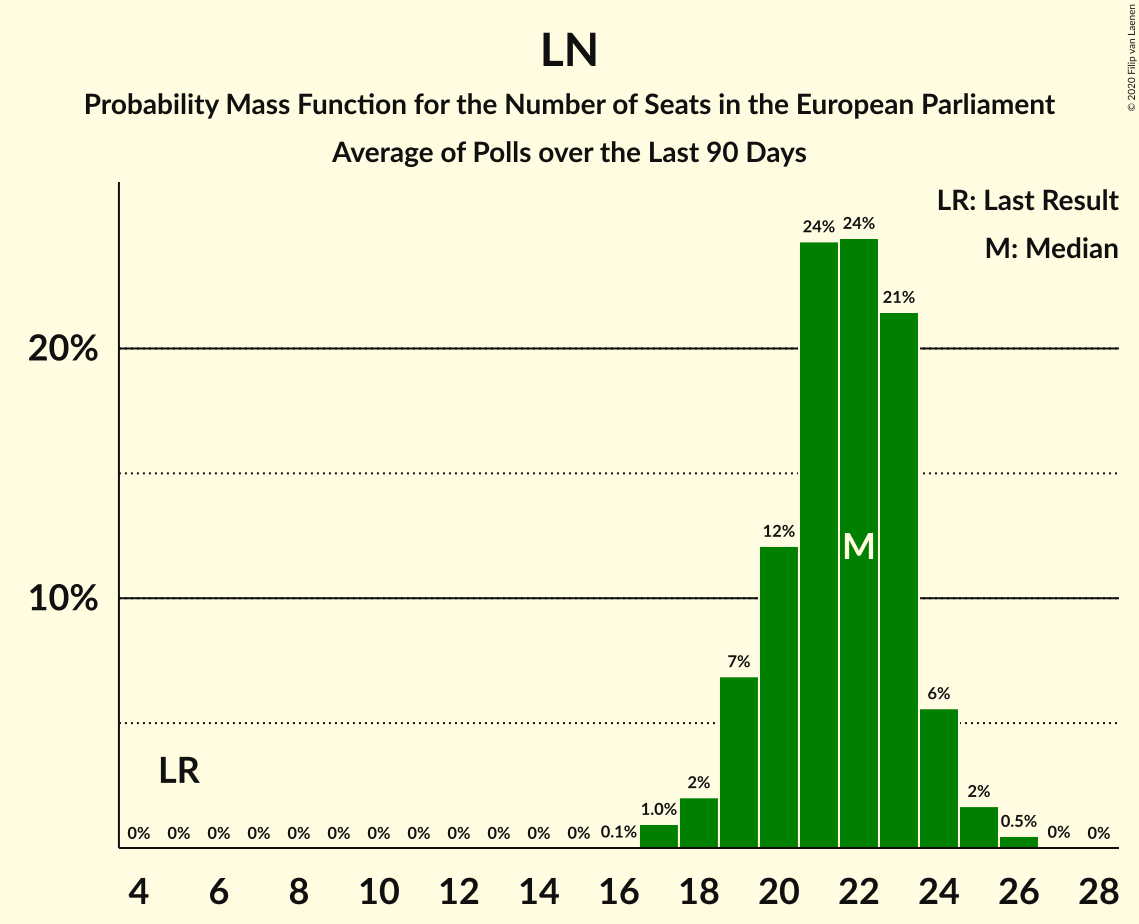 LN
Probability Mass Function for the Number of Seats in the European Parliament
Average of Polls over the Last 90 Days
© 2020 Filip van Laenen
LR: Last Result
M: Median
24% 24%
21%
20%
12%
M
10%
7%
6%
LR
2% 2%
0% 0% 0% 0% 0% 0% 0% 0% 0% 0% 0% 0% 0.1% 1.0% 0.5% 0% 0%
4 6 8 10 12 14 16 18 20 22 24 26 28